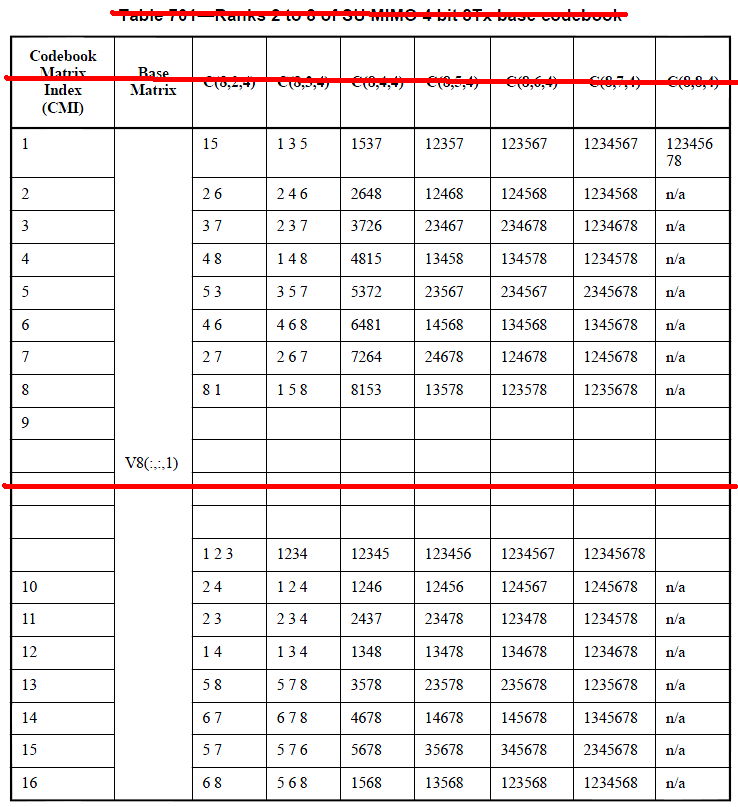 Table 701—Ranks 2 to 8 of SU MIMO 4 bit 8Tx base codebook
Codebook Matrix Index (CMI) Base Matrix C(8,2,4) C(8,3,4) C(8,4,4) C(8,5,4) C(8,6,4) C(8,7,4) C(8,8,4)
1 15 1 3 5 1537 12357 123567 1234567 123456
78
2 2 6 2 4 6 2648 12468 124568 1234568 n/a
3 3 7 2 3 7 3726 23467 234678 1234678 n/a
4 4 8 1 4 8 4815 13458 134578 1234578 n/a
5 5 3 3 5 7 5372 23567 234567 2345678 n/a
6 4 6 4 6 8 6481 14568 134568 1345678 n/a
7 2 7 2 6 7 7264 24678 124678 1245678 n/a
8 8 1 1 5 8 8153 13578 123578 1235678 n/a
9
V8(:,:,1)
1 2 3 1234 12345 123456 1234567 12345678
10 2 4 1 2 4 1246 12456 124567 1245678 n/a
11 2 3 2 3 4 2437 23478 123478 1234578 n/a
12 1 4 1 3 4 1348 13478 134678 1234678 n/a
13 5 8 5 7 8 3578 23578 235678 1235678 n/a
14 6 7 6 7 8 4678 14678 145678 1345678 n/a
15 5 7 5 7 6 5678 35678 345678 2345678 n/a
16 6 8 5 6 8 1568 13568 123568 1234568 n/a